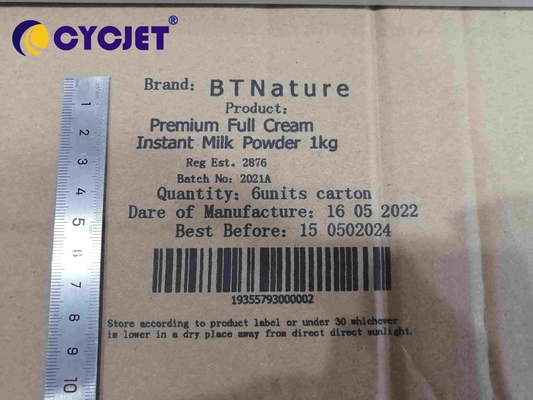 CYCJET®
Brand: BTNature
Product:
Premium Full Cream
Instant Milk Powder 1kg
Reg Est. 2876
Batch No: 2021A
Quantity: 6units carton
Dare of Manufacture: 16 05 2022
Best Before: 15 0502024
19355793000002
Store according to product label or under 30 whichever
is lower in a dry place away from direct direct sunlight.
1
2
3
4
5
6
7
8
9
10